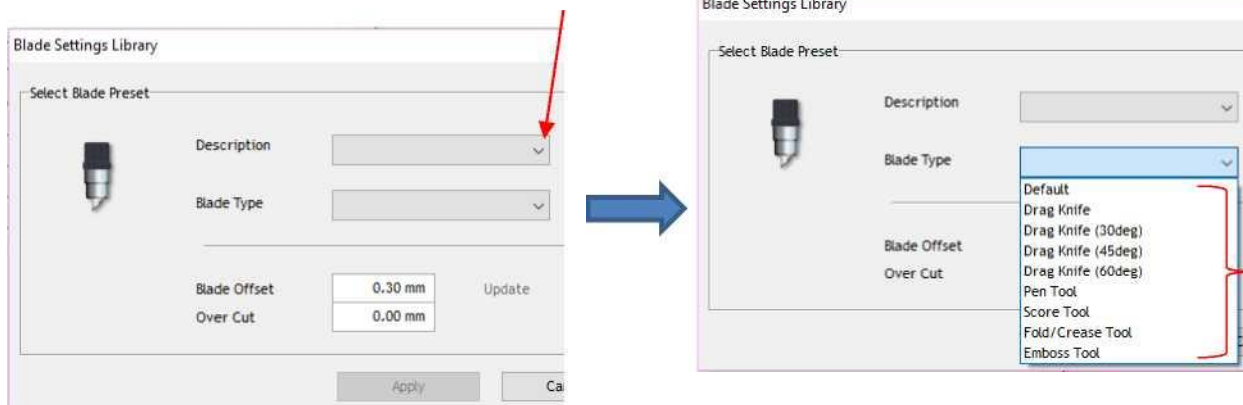 Blade Settings Library
Select Blade Preset
Description
Blade Type
Blade Offset 0.30 mm Update
Over Cut 0.00 mm
Apply
Blade Settings Library
Select Blade Preset
Description
Blade Type
Default
Drag Knife
Drag Knife (30deg)
Drag Knife (45deg)
Drag Knife (60deg)
Pen Tool
Score Tool
Fold/Crease Tool
Emboss Tool
Blade Offset
Over Cut